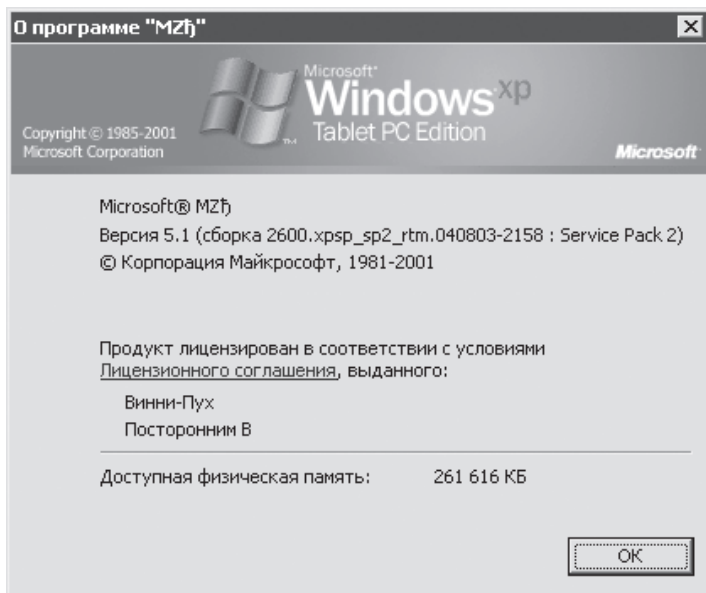 О программе "MZђ"
Microsoft®
Windows xp
Tablet PC Edition
Copyright © 1985-2001
Microsoft Corporation
Microsoft
Microsoft® MZђ
Версия 5.1 (сборка 2600.xpsp_sp2_rtm.040803-2158 : Service Pack 2)
© Корпорация Майкрософт, 1981-2001
Продукт лицензирован в соответствии с условиями
Лицензионного соглашения, выданного:
Винни-Пух
Посторонним В
Доступная физическая память: 261 616 КБ
ОК